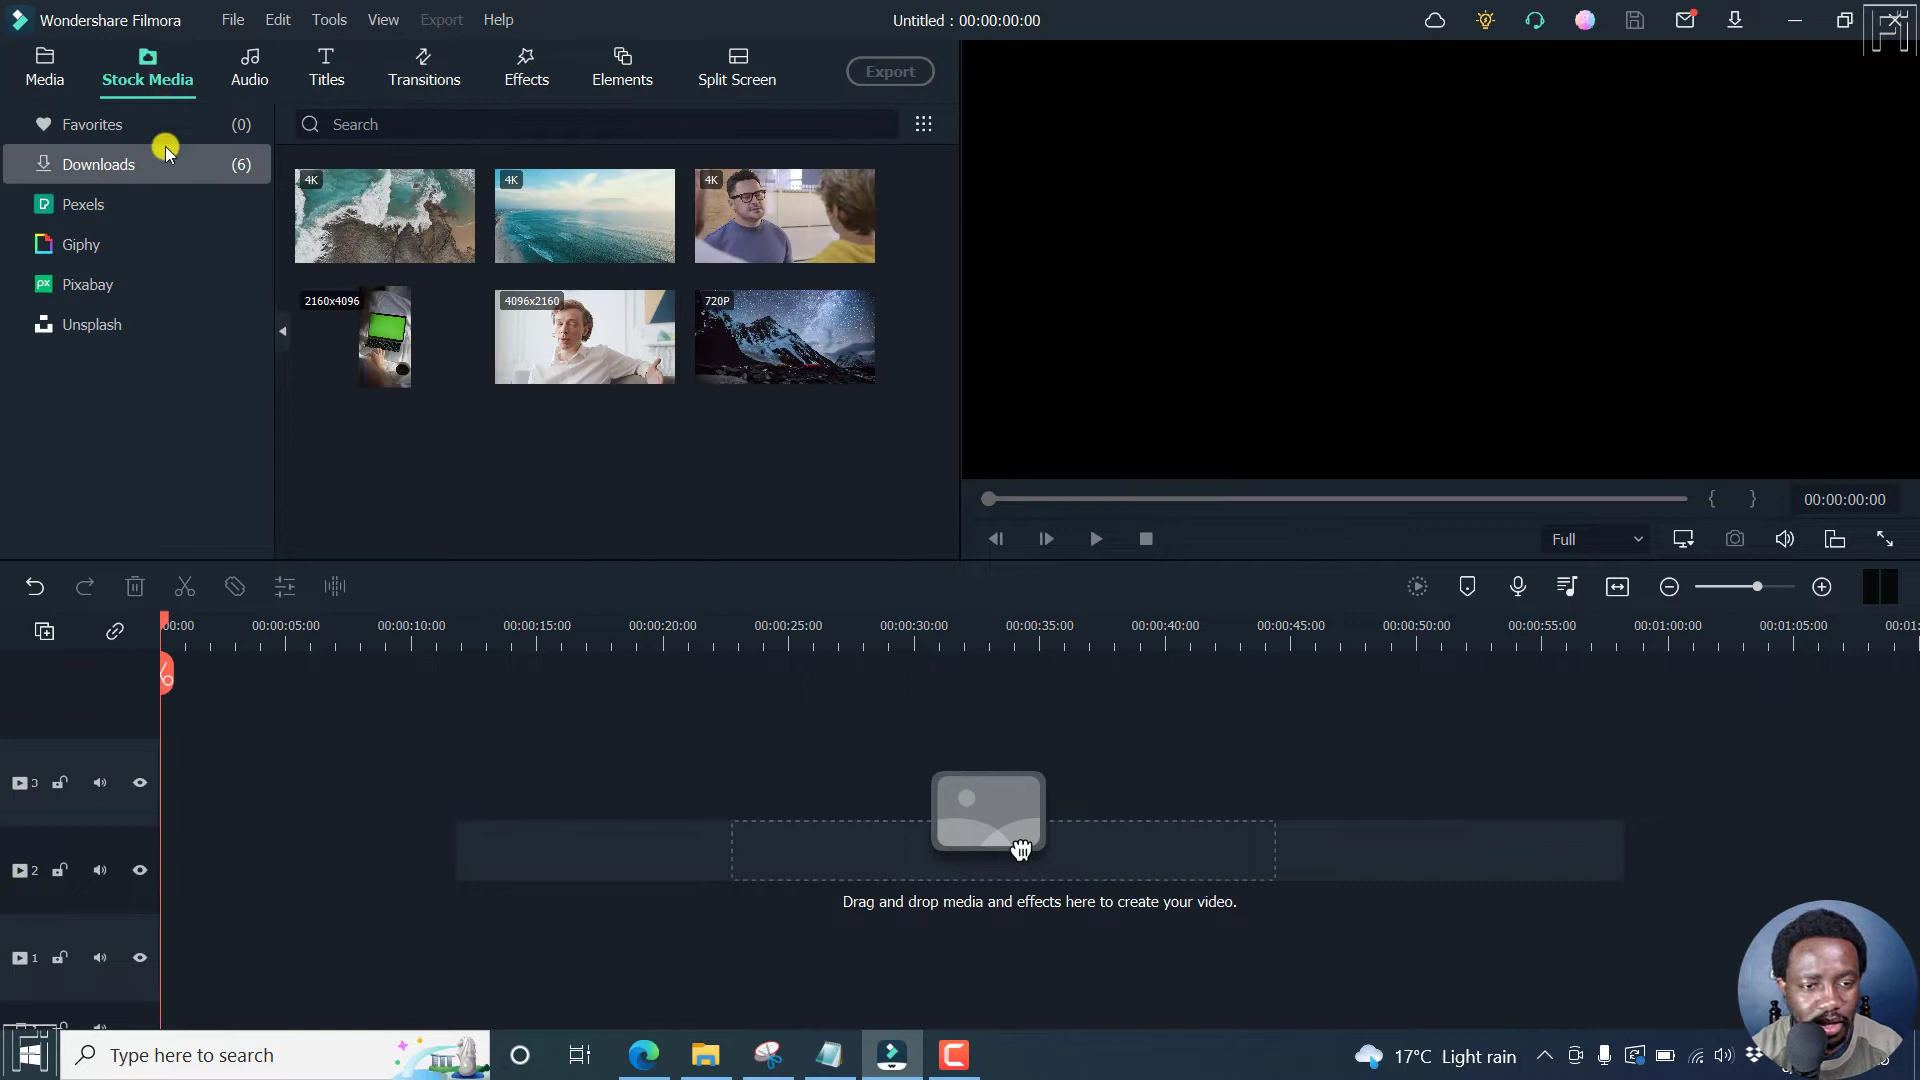 Wondershare Filmora
File
Edit
Tools
View
Export
Help
Untitled : 00:00:00:00
Media
Stock Media
Audio
Titles
Transitions
Effects
Elements
Split Screen
Export
Favorites (0)
Downloads (6)
Pexels
Giphy
Pixabay
Unsplash
Search
4K
4K
4K
2160x4096
4096x2160
720P
00:00:00:00
Full
00:00 00:00:05:00 00:00:10:00 00:00:15:00 00:00:20:00 00:00:25:00 00:00:30:00 00:00:35:00 00:00:40:00 00:00:45:00 00:00:50:00 00:00:55:00 00:01:00:00 00:01:05:00 00:01:
3
2
1
Drag and drop media and effects here to create your video.
Type here to search
17°C Light rain